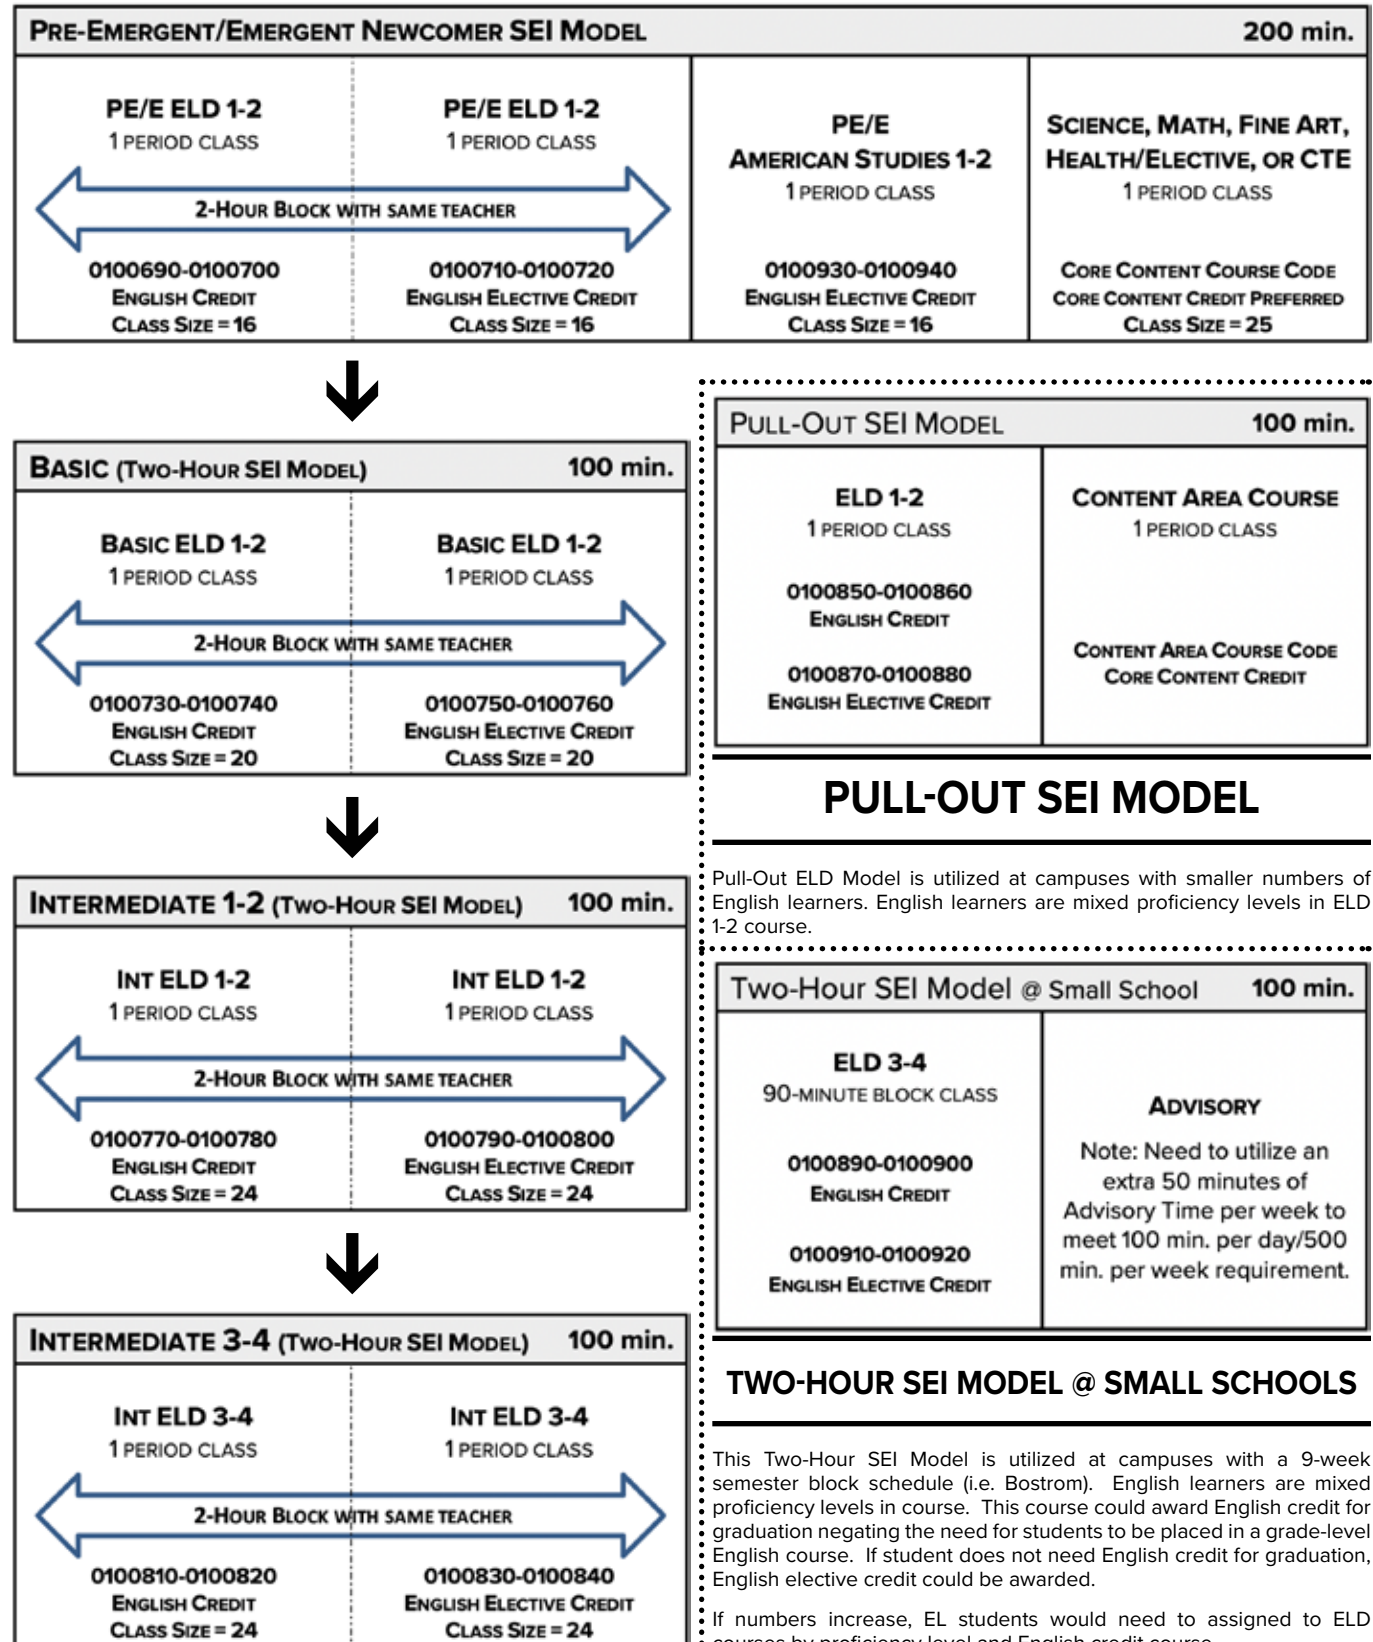 PRE-EMERGENT/EMERGENT NEWCOMER SEI MODEL 200 min.
PE/E ELD 1-2
1 PERIOD CLASS
PE/E ELD 1-2
1 PERIOD CLASS
2-HOUR BLOCK WITH SAME TEACHER
0100690-0100700
ENGLISH CREDIT
CLASS SIZE = 16
0100710-0100720
ENGLISH ELECTIVE CREDIT
CLASS SIZE = 16
PE/E
AMERICAN STUDIES 1-2
1 PERIOD CLASS
0100930-0100940
ENGLISH ELECTIVE CREDIT
CLASS SIZE = 16
SCIENCE, MATH, FINE ART,
HEALTH/ELECTIVE, OR CTE
1 PERIOD CLASS
CORE CONTENT COURSE CODE
CORE CONTENT CREDIT PREFERRED
CLASS SIZE = 25
BASIC (TWO-HOUR SEI MODEL) 100 min.
BASIC ELD 1-2
1 PERIOD CLASS
BASIC ELD 1-2
1 PERIOD CLASS
2-HOUR BLOCK WITH SAME TEACHER
0100730-0100740
ENGLISH CREDIT
CLASS SIZE = 20
0100750-0100760
ENGLISH ELECTIVE CREDIT
CLASS SIZE = 20
INTERMEDIATE 1-2 (TWO-HOUR SEI MODEL) 100 min.
INT ELD 1-2
1 PERIOD CLASS
INT ELD 1-2
1 PERIOD CLASS
2-HOUR BLOCK WITH SAME TEACHER
0100770-0100780
ENGLISH CREDIT
CLASS SIZE = 24
0100790-0100800
ENGLISH ELECTIVE CREDIT
CLASS SIZE = 24
INTERMEDIATE 3-4 (TWO-HOUR SEI MODEL) 100 min.
INT ELD 3-4
1 PERIOD CLASS
INT ELD 3-4
1 PERIOD CLASS
2-HOUR BLOCK WITH SAME TEACHER
0100810-0100820
ENGLISH CREDIT
CLASS SIZE = 24
0100830-0100840
ENGLISH ELECTIVE CREDIT
CLASS SIZE = 24
PULL-OUT SEI MODEL 100 min.
ELD 1-2
1 PERIOD CLASS
0100850-0100860
ENGLISH CREDIT
0100870-0100880
ENGLISH ELECTIVE CREDIT
CONTENT AREA COURSE
1 PERIOD CLASS
CONTENT AREA COURSE CODE
CORE CONTENT CREDIT
PULL-OUT SEI MODEL
Pull-Out ELD Model is utilized at campuses with smaller numbers of
English learners. English learners are mixed proficiency levels in ELD
1-2 course.
Two-Hour SEI Model @ Small School 100 min.
ELD 3-4
90-MINUTE BLOCK CLASS
0100890-0100900
ENGLISH CREDIT
0100910-0100920
ENGLISH ELECTIVE CREDIT
ADVISORY
Note: Need to utilize an
extra 50 minutes of
Advisory Time per week to
meet 100 min. per day/500
min. per week requirement.
TWO-HOUR SEI MODEL @ SMALL SCHOOLS
This Two-Hour SEI Model is utilized at campuses with a 9-week
semester block schedule (i.e. Bostrom). English learners are mixed
proficiency levels in course. This course could award English credit for
graduation negating the need for students to be placed in a grade-level
English course. If student does not need English credit for graduation,
English elective credit could be awarded.
If numbers increase, EL students would need to assigned to ELD
courses by proficiency level and English credit course.